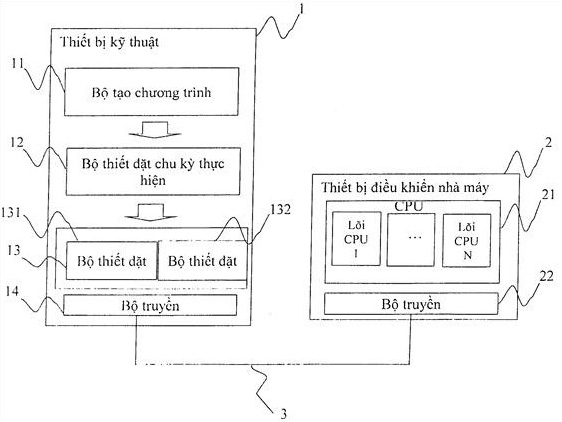 1
Thiết bị kỹ thuật
11
Bộ tạo chương trình
12
Bộ thiết đặt chu kỳ thực
hiện
131
132
13
Bộ thiết đặt
Bộ thiết đặt
14
Bộ truyền
2
Thiết bị điều khiển nhà máy
21
CPU
Lõi
CPU
1
...
Lõi
CPU
N
22
Bộ truyền
3